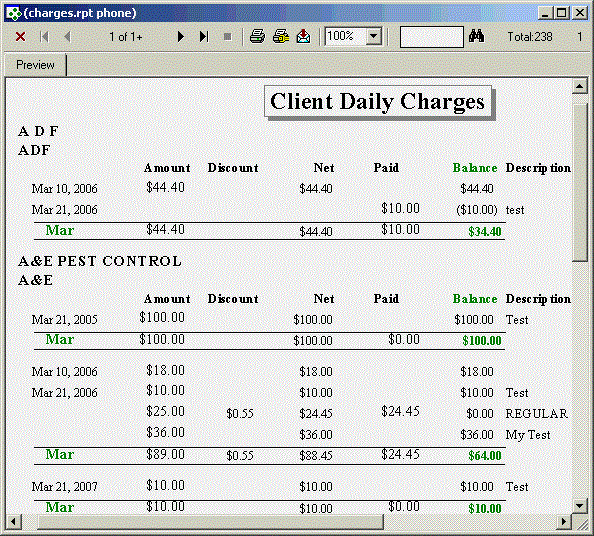 (charges.rpt phone)
1 of 1+ 100% Total:238 1
Preview
Client Daily Charges
A D F
ADF
Amount Discount Net Paid Balance Description
Mar 10, 2006 $44.40 $44.40 $44.40
Mar 21, 2006 $10.00 ($10.00) test
Mar $44.40 $44.40 $10.00 $34.40
A&E PEST CONTROL
A&E
Amount Discount Net Paid Balance Description
Mar 21, 2005 $100.00 $100.00 $100.00 Test
Mar $100.00 $100.00 $0.00 $100.00
Mar 10, 2006 $18.00 $18.00 $18.00
Mar 21, 2006 $10.00 $10.00 $10.00 Test
$25.00 $0.55 $24.45 $24.45 $0.00 REGULAR
$36.00 $36.00 $36.00 My Test
Mar $89.00 $0.55 $88.45 $24.45 $64.00
Mar 21, 2007 $10.00 $10.00 $10.00 Test
Mar $10.00 $10.00 $0.00 $10.00